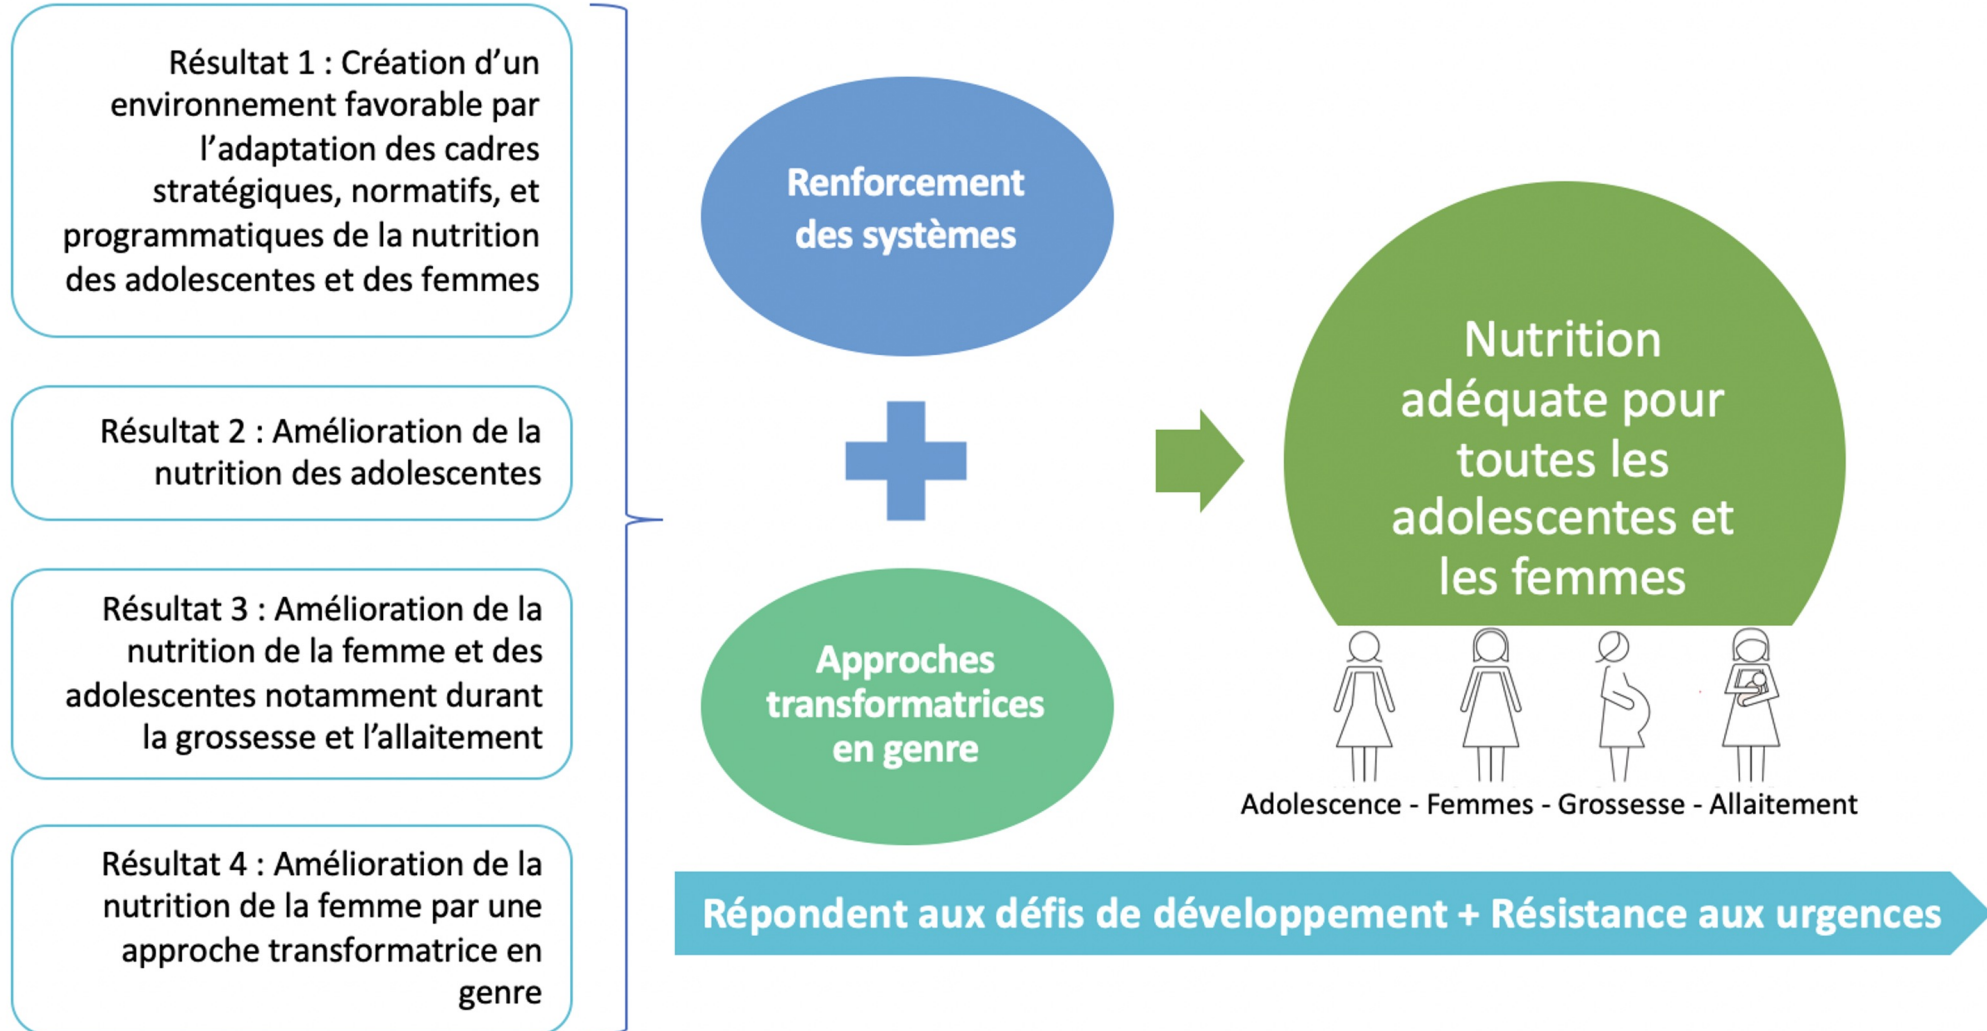 Résultat 1 : Création d’un
environnement favorable par
l’adaptation des cadres
stratégiques, normatifs, et
programmatiques de la nutrition
des adolescentes et des femmes
Résultat 2 : Amélioration de la
nutrition des adolescentes
Résultat 3 : Amélioration de la
nutrition de la femme et des
adolescentes notamment durant
la grossesse et l’allaitement
Résultat 4 : Amélioration de la
nutrition de la femme par une
approche transformatrice en
genre
Renforcement
des systèmes
Approches
transformatrices
en genre
Nutrition
adéquate pour
toutes les
adolescentes et
les femmes
Adolescence - Femmes - Grossesse - Allaitement
Répondent aux défis de développement + Résistance aux urgences